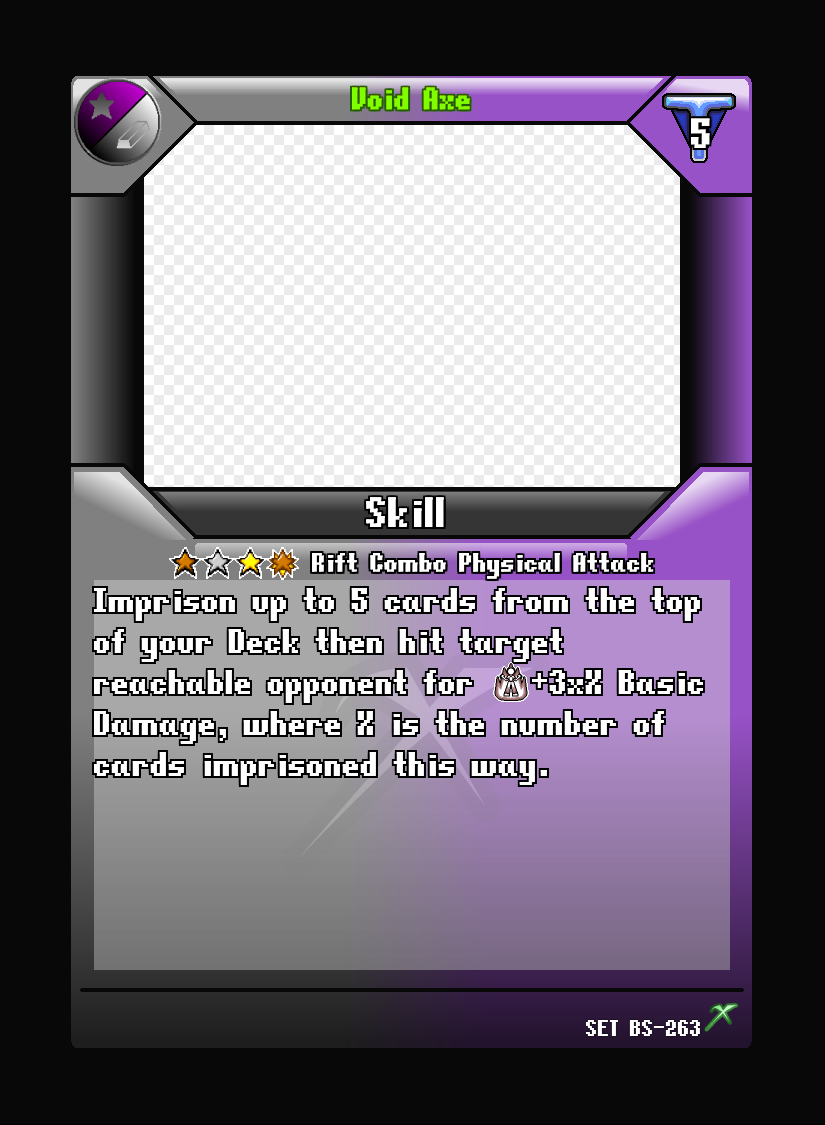 Void Axe
5
Skill
Rift Combo Physical Attack
Imprison up to 5 cards from the top
of your Deck then hit target
reachable opponent for +3xX Basic
Damage, where X is the number of
cards imprisoned this way.
SET BS-263